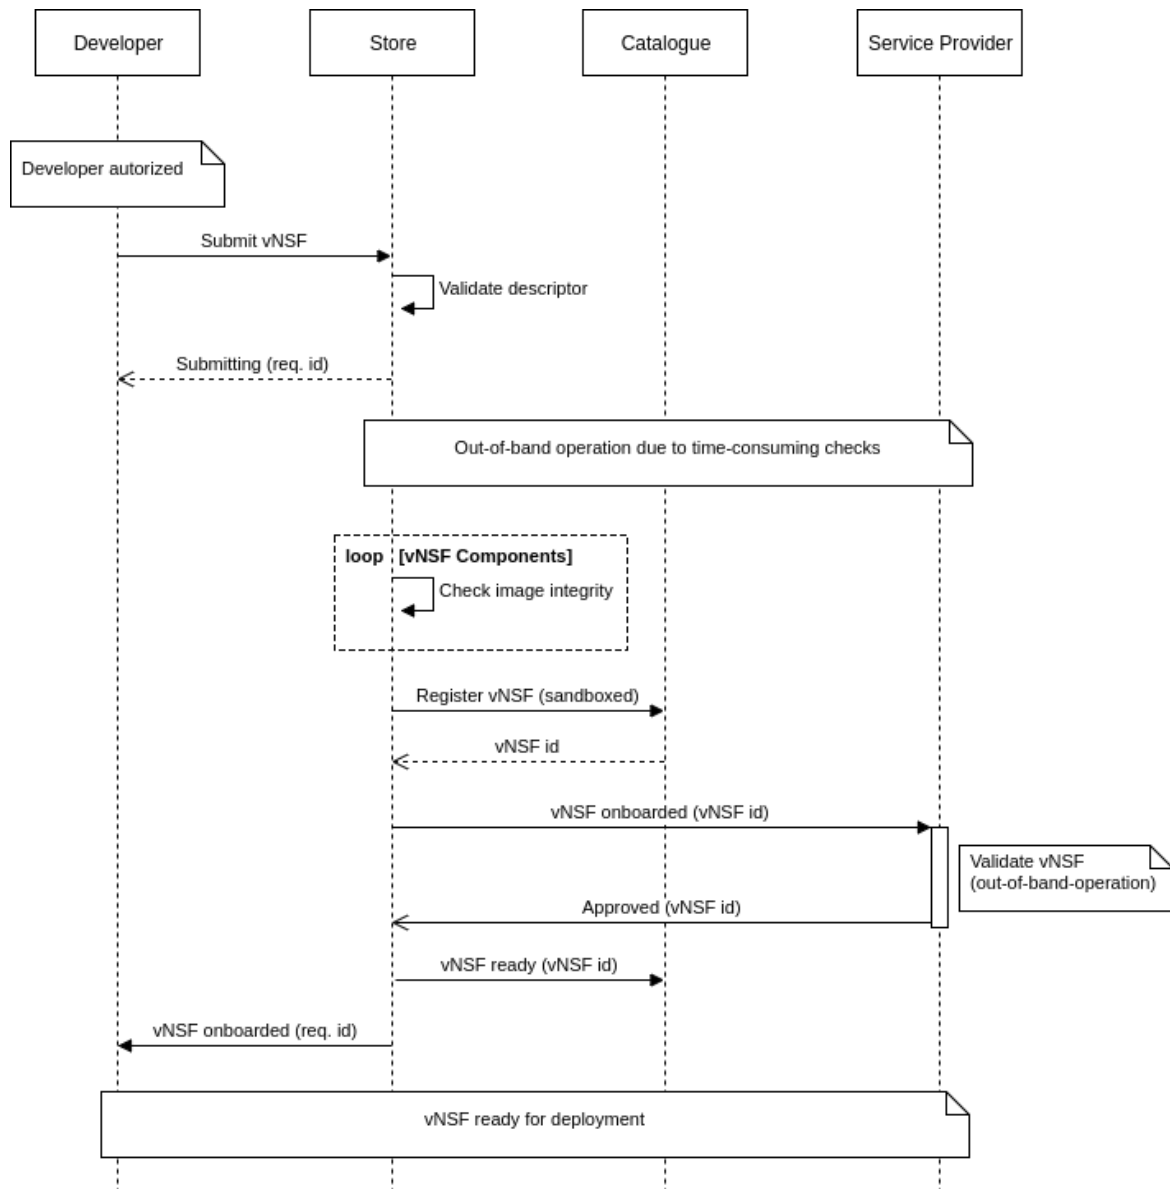 Developer
Store
Catalogue
Service Provider
Developer autorized
Submit vNSF
Validate descriptor
Submitting (req. id)
Out-of-band operation due to time-consuming checks
loop [vNSF Components]
Check image integrity
Register vNSF (sandboxed)
vNSF id
vNSF onboarded (vNSF id)
Validate vNSF
(out-of-band-operation)
Approved (vNSF id)
vNSF ready (vNSF id)
vNSF onboarded (req. id)
vNSF ready for deployment